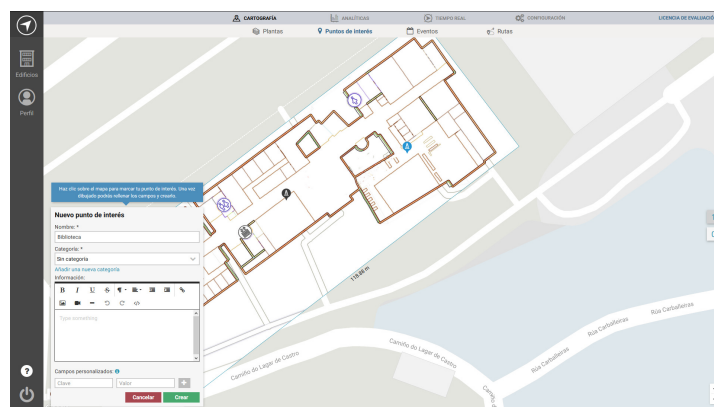 CARTOGRAFÍA
ANALÍTICAS
TIEMPO REAL
CONFIGURACIÓN
LICENCIA DE EVALUACIÓ
Plantas
Puntos de interés
Eventos
Rutas
Edificios
Perfil
Haz clic sobre el mapa para marcar tu punto de interés. Una vez
dibujado podrás rellenar los campos y crearlo
Nuevo punto de interés
Nombre: *
Biblioteca
Categoría: *
Sin categoría
Añadir una nueva categoría
Información:
B I U S
Type something
Campos personalizados:
Clave
Valor
+
Cancelar
Crear
118.86 m
Camiño do Lagar de Castro
Camiño do Lagar de Castro
Rúa Carballeiras
Rúa Carballeiras
Rúa Carballeiras